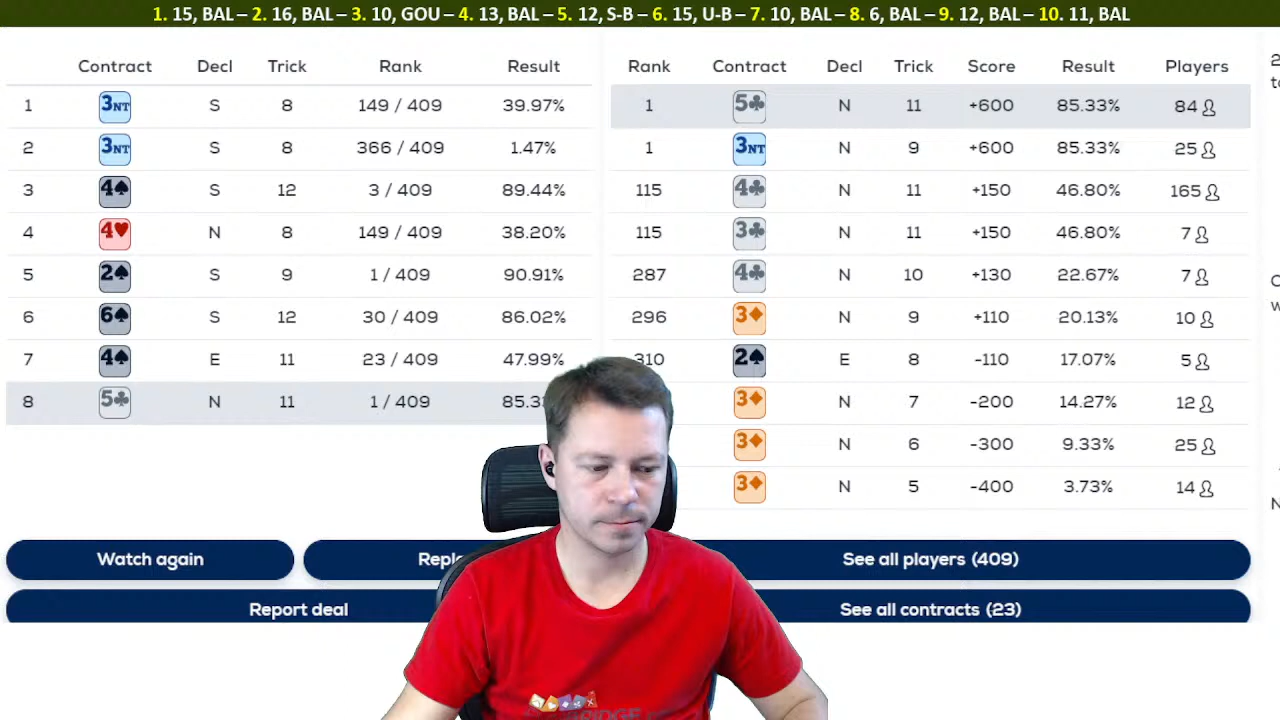 1. 15, BAL – 2. 16, BAL – 3. 10, GOU – 4. 13, BAL – 5. 12, S-B – 6. 15, U-B – 7. 10, BAL – 8. 6, BAL – 9. 12, BAL – 10. 11, BAL
Contract Decl Trick Rank Result
1 3NT S 8 149 / 409 39.97%
2 3NT S 8 366 / 409 1.47%
3 4♠ S 12 3 / 409 89.44%
4 4♥ N 8 149 / 409 38.20%
5 2♠ S 9 1 / 409 90.91%
6 6♠ S 12 30 / 409 86.02%
7 4♠ E 11 23 / 409 47.99%
8 5♣ N 11 1 / 409 85.3
Watch again
Repl
Report deal
Rank Contract Decl Trick Score Result Players
1 5♣ N 11 +600 85.33% 84
1 3NT N 9 +600 85.33% 25
115 4♣ N 11 +150 46.80% 165
115 3♣ N 11 +150 46.80% 7
287 4♣ N 10 +130 22.67% 7
296 3♦ N 9 +110 20.13% 10
310 2♠ E 8 -110 17.07% 5
3♦ N 7 -200 14.27% 12
3♦ N 6 -300 9.33% 25
3♦ N 5 -400 3.73% 14
See all players (409)
See all contracts (23)